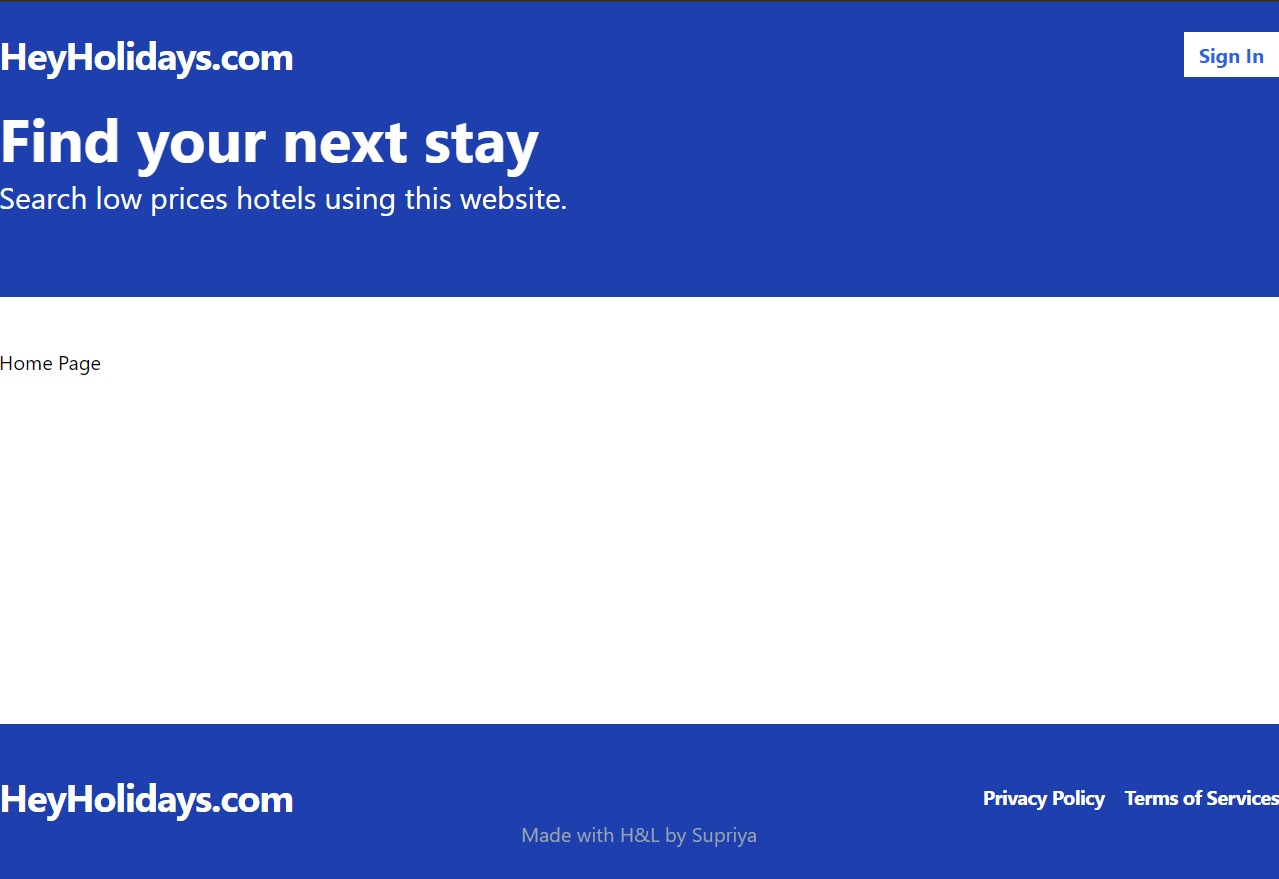 HeyHolidays.com
Sign In
Find your next stay
Search low prices hotels using this website.
Home Page
HeyHolidays.com
Privacy Policy Terms of Services
Made with H&L by Supriya